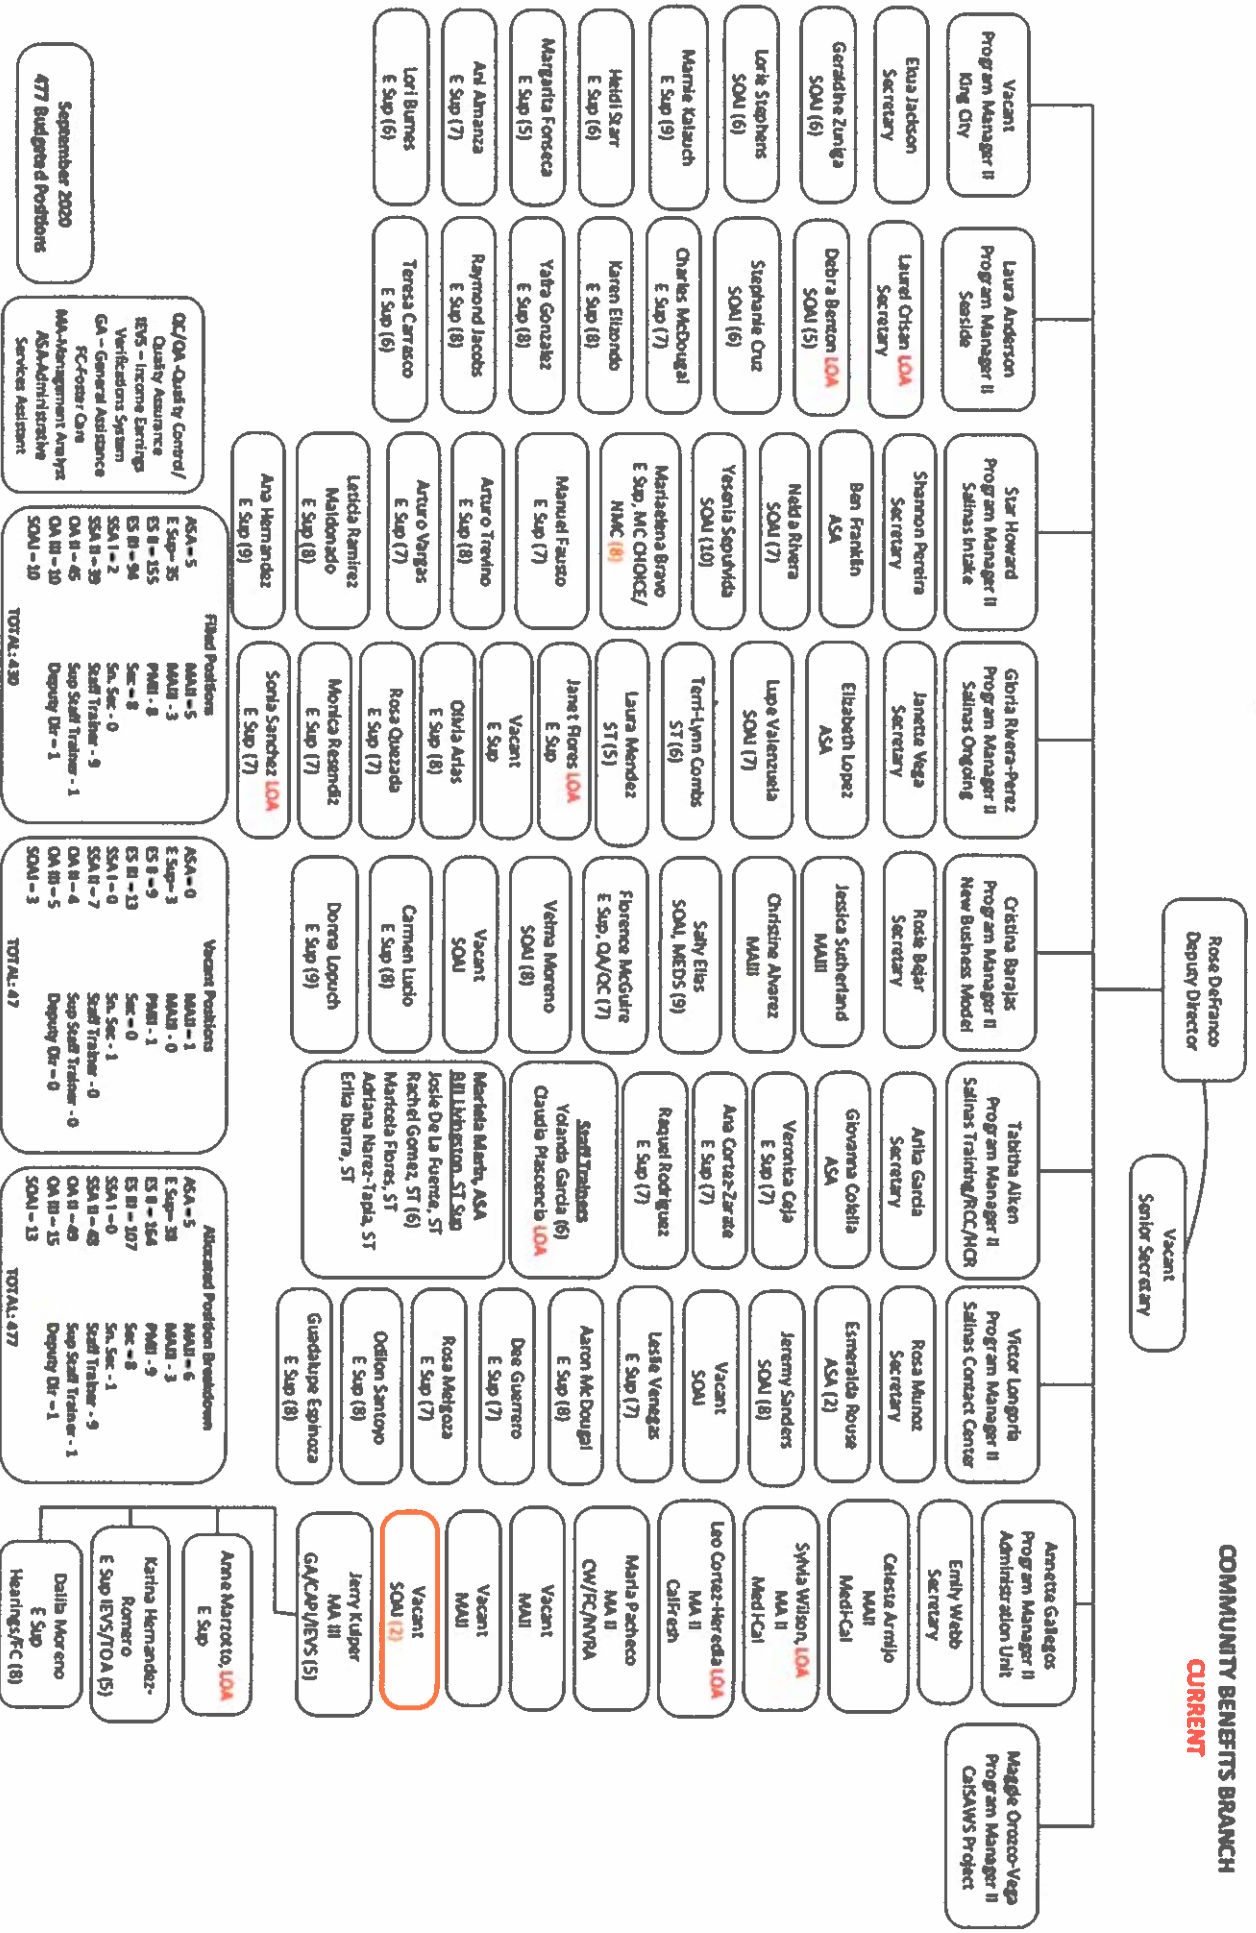 COMMUNITY BENEFITS BRANCH
CURRENT
Rose DeFranco
Deputy Director
Vacant
Senior Secretary
Vacant
Program Manager II
King City
Ekua Jackson
Secretary
Geraldine Zuniga
SOAI (6)
Lorie Stephens
SOAI (6)
Marnie Kalauch
E Sup (9)
Heidi Starr
E Sup (6)
Margarita Fonseca
E Sup (5)
Ani Almanza
E Sup (7)
Lori Burnes
E Sup (6)
Laura Anderson
Program Manager II
Seaside
Laurel Crisan LOA
Secretary
Debra Benton LOA
SOAI (5)
Stephanie Cruz
SOAI (6)
Charles McDougal
E Sup (7)
Karen Elizondo
E Sup (8)
Yafra Gonzalez
E Sup (8)
Raymond Jacobs
E Sup (8)
Teresa Carrasco
E Sup (6)
Star Howard
Program Manager II
Salinas Intake
Shannon Pereira
Secretary
Ben Franklin
ASA
Nelda Rivera
SOAI (7)
Yesenia Sepulvida
SOAI (10)
Mariaelena Bravo
E Sup, MC CHOICE/
NMC (8)
Manuel Fausto
E Sup (7)
Arturo Trevino
E Sup (8)
Arturo Vargas
E Sup (7)
Leticia Ramirez
Maldonado
E Sup (8)
Ana Hernandez
E Sup (9)
Gloria Rivera-Perez
Program Manager II
Salinas Ongoing
Janette Vega
Secretary
Elizabeth Lopez
ASA
Lupe Valenzuela
SOAI (7)
Terri-Lynn Combs
ST (6)
Laura Mendez
ST (5)
Janet Flores LOA
E Sup
Vacant
E Sup
Olivia Arias
E Sup (8)
Rosa Quezada
E Sup (7)
Monica Resendiz
E Sup (7)
Sonia Sanchez LOA
E Sup (7)
Cristina Barajas
Program Manager II
New Business Model
Rosie Bejar
Secretary
Jessica Sutherland
MAIII
Christine Alvarez
MAIII
Sally Elias
SOAI, MEDS (9)
Florence McGuire
E Sup, QA/QC (7)
Velma Moreno
SOAI (8)
Vacant
SOAI
Carmen Lucio
E Sup (8)
Donna Lopuch
E Sup (9)
Tabitha Aiken
Program Manager II
Salinas Training/RCC/HCR
Arika Garcia
Secretary
Giovanna Colella
ASA
Veronica Ceja
E Sup (7)
Ana Cortez-Zarate
E Sup (7)
Raquel Rodriguez
E Sup (7)
Staff Trainers
Yolanda Garcia (6)
Claudia Plascencia LOA
Mariela Marin, ASA
Bill Livingston, ST Sup
Josie De La Fuente, ST
Rachel Gomez, ST (6)
Maricela Flores, ST
Adriana Narez-Tapia, ST
Erika Ibarra, ST
Victor Longoria
Program Manager II
Salinas Contact Center
Rosa Munoz
Secretary
Esmeralda Rouse
ASA (2)
Jeremy Sanders
SOAI (8)
Vacant
SOAI
Leslie Venegas
E Sup (7)
Aaron McDougal
E Sup (8)
Dee Guerrero
E Sup (7)
Rosa Melgoza
E Sup (7)
Odilon Santoyo
E Sup (8)
Guadalupe Espinoza
E Sup (8)
Annette Gallegos
Program Manager II
Administration Unit
Emily Webb
Secretary
Celeste Armijo
MAII
Medi-Cal
Sylvia Wilson, LOA
MA II
Medi-Cal
Leo Cortez-Heredia LOA
MA II
CalFresh
Maria Pacheco
MA II
CW/FC/NVRA
Vacant
MAII
Vacant
MAII
Vacant
SOAI (2)
Jerry Kuiper
MA III
GA/CAPI/IEVS (5)
Anne Marzotto, LOA
E Sup
Karina Hernandez-
Romero
E Sup IEVS/TOA (5)
Dalila Moreno
E Sup
Hearings/FC (8)
Maggie Orozco-Vega
Program Manager II
CalSAWS Project
September 2020
477 Budgeted Positions
QC/QA -Quality Control/
Quality Assurance
IEVS – Income Earnings
Verifications System
GA – General Assistance
FC-Foster Care
MA-Management Analyst
ASA-Administrative
Services Assistant
Filled Positions
ASA = 5
E Sup= 35
ES II = 155
ES III = 94
SSA I = 2
SSA II = 39
OA II = 45
OA III = 10
SOAI = 10
MAII = 5
MAIII - 3
PMII - 8
Sec = 8
Sn. Sec - 0
Staff Trainer - 9
Sup Staff Trainer - 1
Deputy Dir = 1
TOTAL: 430
Vacant Positions
ASA = 0
E Sup= 3
ES II = 9
ES III = 13
SSA I = 0
SSA II = 7
OA II = 4
OA III = 5
SOAI = 3
MAII = 1
MAIII - 0
PMII - 1
Sec = 0
Sn. Sec - 1
Staff Trainer - 0
Sup Staff Trainer - 0
Deputy Dir = 0
TOTAL: 47
Allocated Position Breakdown
ASA = 5
E Sup= 38
ES II = 164
ES III = 107
SSA I = 0
SSA II = 48
OA II = 49
OA III = 15
SOAI = 13
MAII = 6
MAIII - 3
PMII - 9
Sec = 8
Sn. Sec - 1
Staff Trainer - 9
Sup Staff Trainer - 1
Deputy Dir = 1
TOTAL: 477